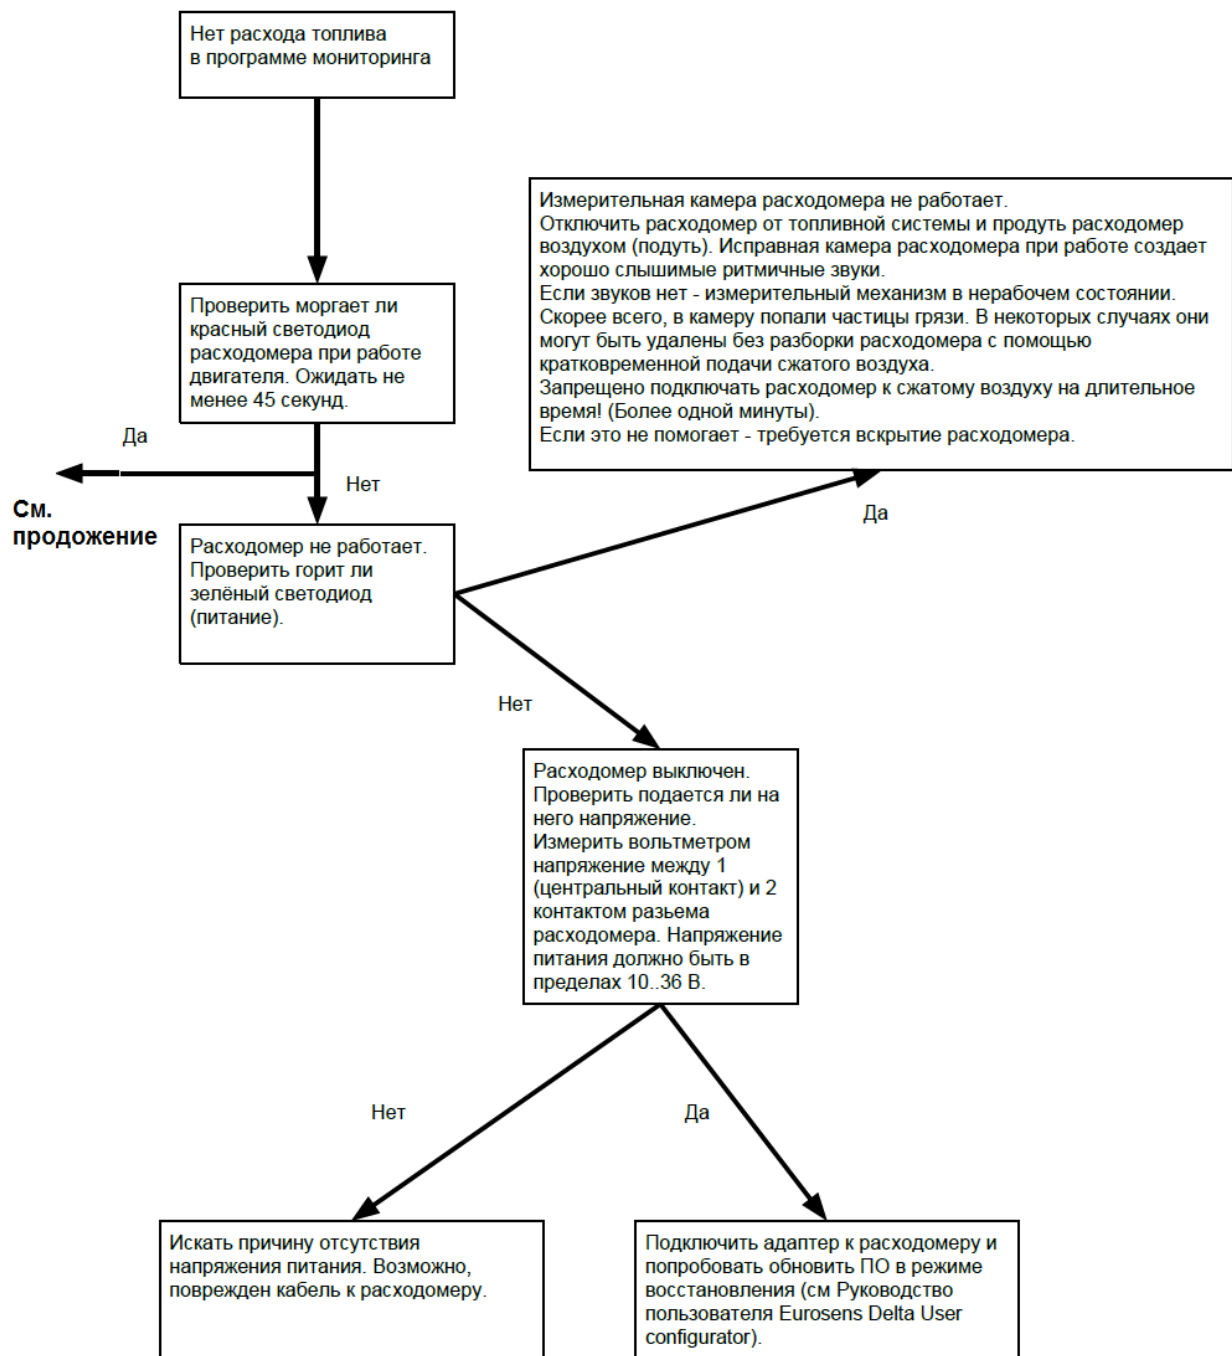 Нет расхода топлива
в программе мониторинга
Измерительная камера расходомера не работает.
Отключить расходомер от топливной системы и продуть расходомер
воздухом (подуть). Исправная камера расходомера при работе создает
хорошо слышимые ритмичные звуки.
Если звуков нет - измерительный механизм в нерабочем состоянии.
Скорее всего, в камеру попали частицы грязи. В некоторых случаях они
могут быть удалены без разборки расходомера с помощью
кратковременной подачи сжатого воздуха.
Запрещено подключать расходомер к сжатому воздуху на длительное
время! (Более одной минуты).
Если это не помогает - требуется вскрытие расходомера.
Проверить моргает ли
красный светодиод
расходомера при работе
двигателя. Ожидать не
менее 45 секунд.
Да
Нет
См.
продожение
Да
Расходомер не работает.
Проверить горит ли
зелёный светодиод
(питание).
Нет
Расходомер выключен.
Проверить подается ли на
него напряжение.
Измерить вольтметром
напряжение между 1
(центральный контакт) и 2
контактом разьема
расходомера. Напряжение
питания должно быть в
пределах 10..36 В.
Нет
Да
Искать причину отсутствия
напряжения питания. Возможно,
поврежден кабель к расходомеру.
Подключить адаптер к расходомеру и
попробовать обновить ПО в режиме
восстановления (см Руководство
пользователя Eurosens Delta User
configurator).